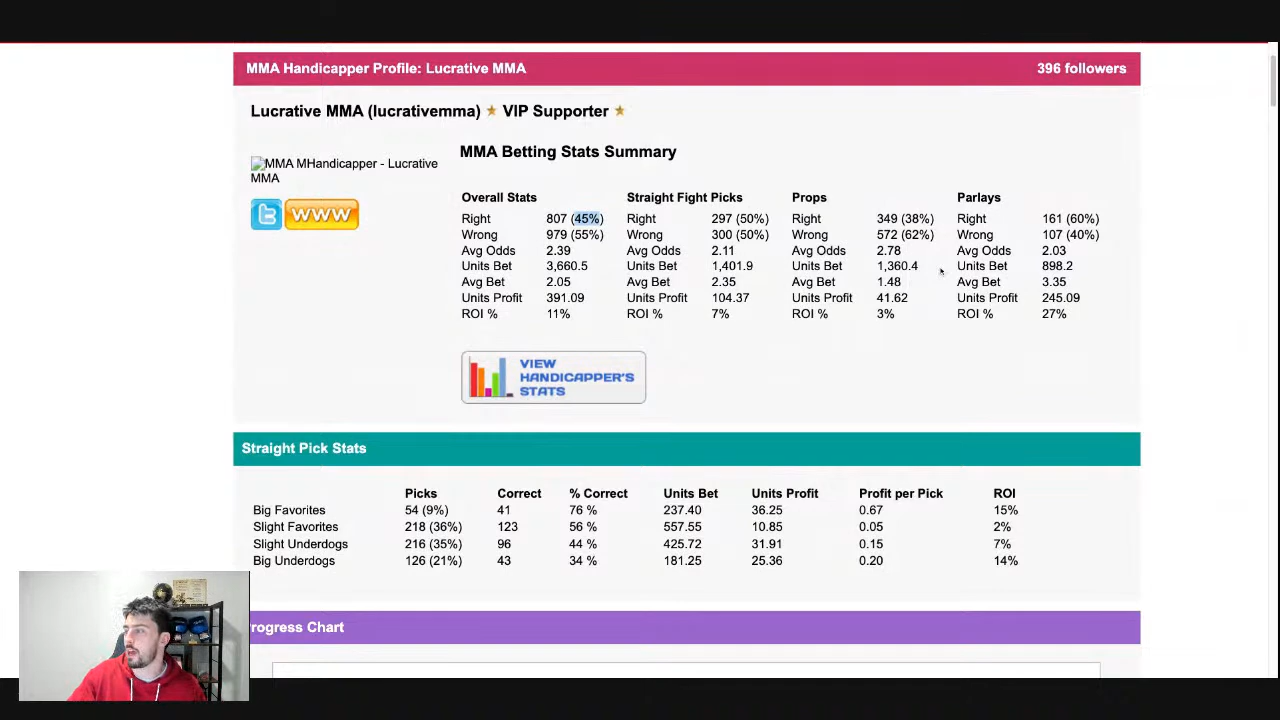 MMA Handicapper Profile: Lucrative MMA 396 followers
Lucrative MMA (lucrativemma) ★ VIP Supporter ★
MMA MHandicapper - Lucrative
MMA
WWW
MMA Betting Stats Summary
Overall Stats Straight Fight Picks Props Parlays
Right 807 (45%) Right 297 (50%) Right 349 (38%) Right 161 (60%)
Wrong 979 (55%) Wrong 300 (50%) Wrong 572 (62%) Wrong 107 (40%)
Avg Odds 2.39 Avg Odds 2.11 Avg Odds 2.78 Avg Odds 2.03
Units Bet 3,660.5 Units Bet 1,401.9 Units Bet 1,360.4 Units Bet 898.2
Avg Bet 2.05 Avg Bet 2.35 Avg Bet 1.48 Avg Bet 3.35
Units Profit 391.09 Units Profit 104.37 Units Profit 41.62 Units Profit 245.09
ROI % 11% ROI % 7% ROI % 3% ROI % 27%
VIEW
HANDICAPPER'S
STATS
Straight Pick Stats
Picks Correct % Correct Units Bet Units Profit Profit per Pick ROI
Big Favorites 54 (9%) 41 76 % 237.40 36.25 0.67 15%
Slight Favorites 218 (36%) 123 56 % 557.55 10.85 0.05 2%
Slight Underdogs 216 (35%) 96 44 % 425.72 31.91 0.15 7%
Big Underdogs 126 (21%) 43 34 % 181.25 25.36 0.20 14%
rogress Chart